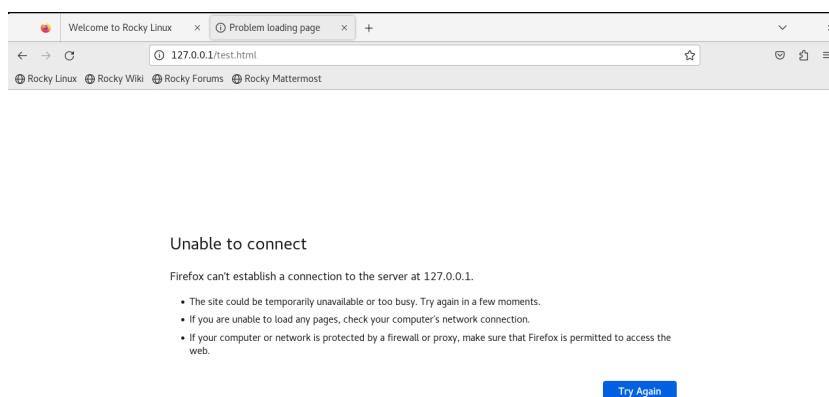 Welcome to Rocky Linux
Problem loading page
127.0.0.1/test.html
Rocky Linux Rocky Wiki Rocky Forums Rocky Mattermost
Unable to connect
Firefox can't establish a connection to the server at 127.0.0.1.
• The site could be temporarily unavailable or too busy. Try again in a few moments.
• If you are unable to load any pages, check your computer's network connection.
• If your computer or network is protected by a firewall or proxy, make sure that Firefox is permitted to access the
web.
Try Again